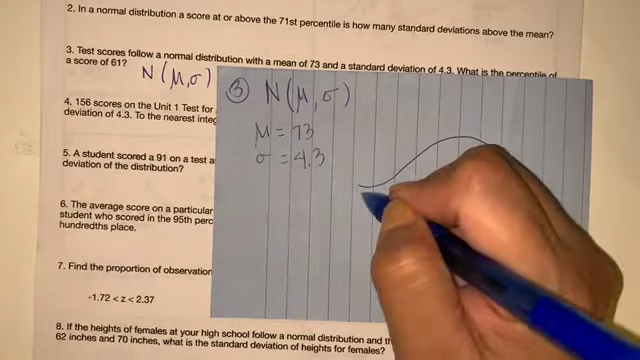 2. In a normal distribution a score at or above the 71st percentile is how many standard deviations above the mean?
3. Test scores follow a normal distribution with a mean of 73 and a standard deviation of 4.3. What is the percentile of
a score of 61?
N(μ,σ)
③ N(μ,σ)
μ = 73
σ = 4.3
4. 156 scores on the Unit 1 Test for
deviation of 4.3. To the nearest
5. A student scored a 91 on a test
deviation of the distribution?
6. The average score on a particular
student who scored in the 95th
hundredths place.
7. Find the proportion of
-1.72 < z < 2.37
8. If the heights of females at your high school follow a normal distribution and
62 inches and 70 inches, what is the standard deviation of heights for females?